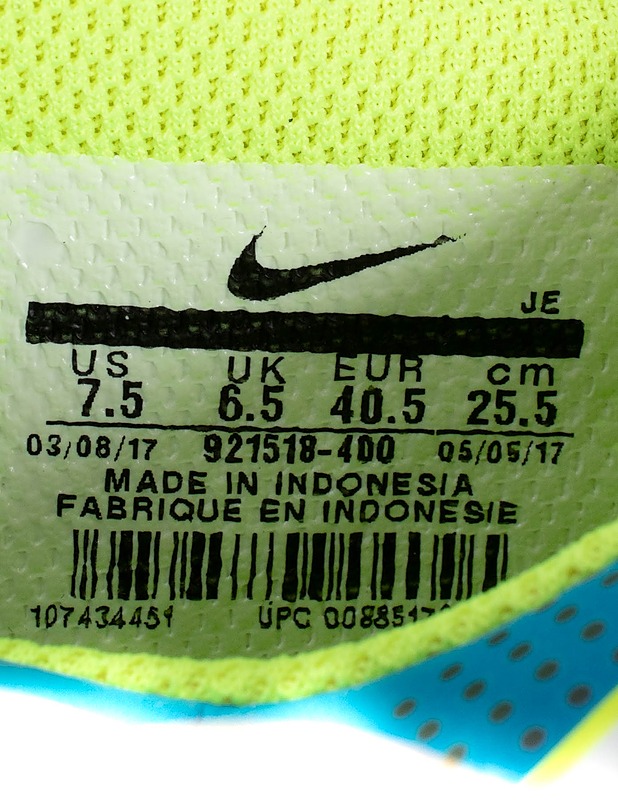 JE
US UK EUR cm
7.5 6.5 40.5 25.5
03/08/17 921518-400 05/05/17
MADE IN INDONESIA
FABRIQUE EN INDONESIE
107434451 UPC